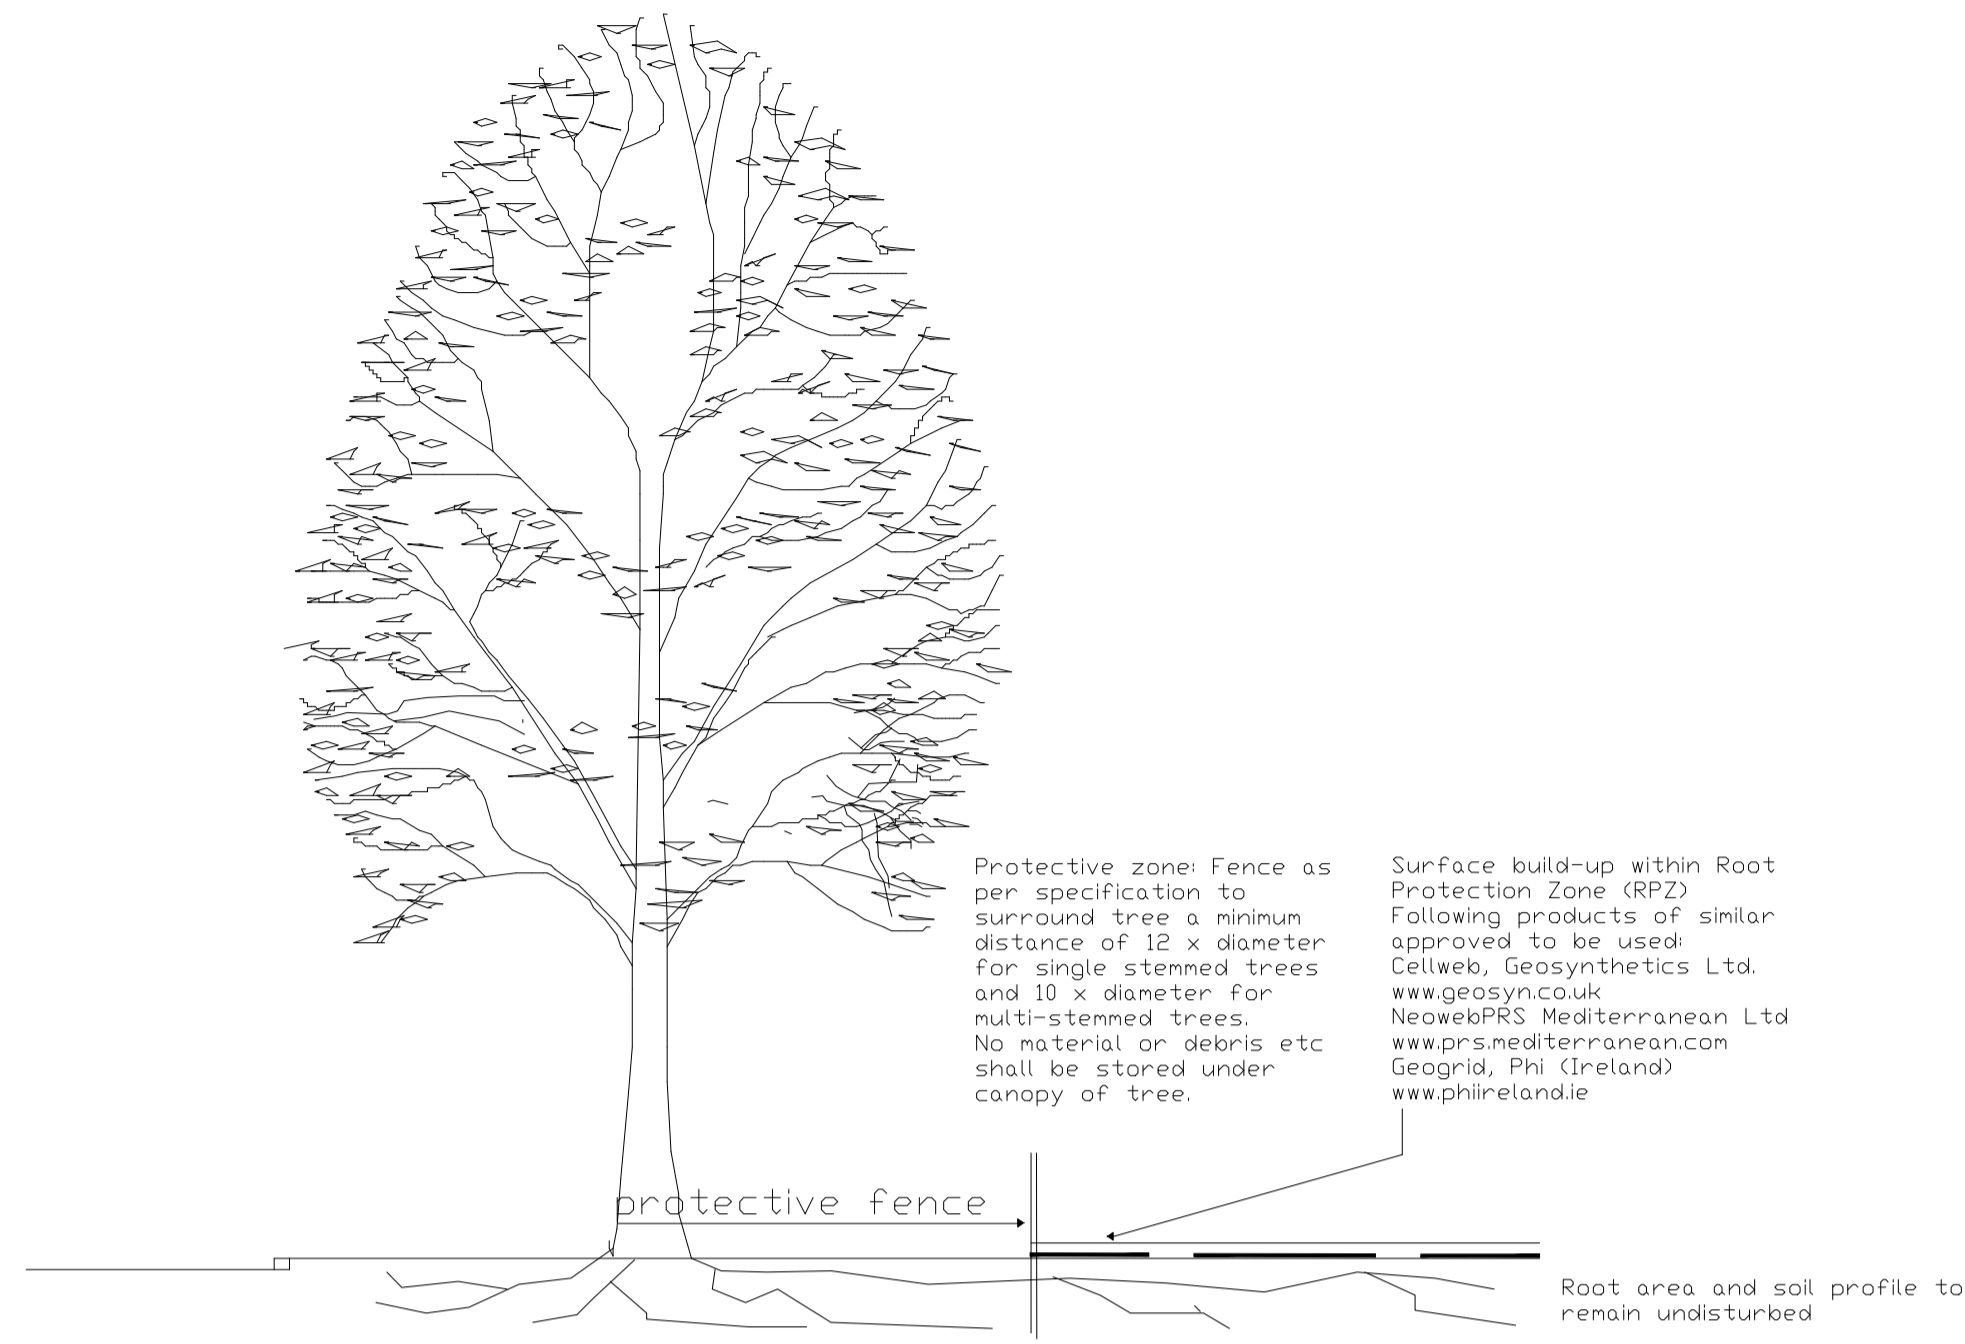 Protective zone: Fence as
per specification to
surround tree a minimum
distance of 12 x diameter
for single stemmed trees
and 10 x diameter for
multi-stemmed trees.
No material or debris etc
shall be stored under
canopy of tree.
Surface build-up within Root
Protection Zone (RPZ)
Following products of similar
approved to be used:
Cellweb, Geosynthetics Ltd.
www.geosyn.co.uk
NeowebPRS Mediterranean Ltd
www.prs.mediterranean.com
Geogrid, Phi (Ireland)
www.phiireland.ie
protective fence
Root area and soil profile to
remain undisturbed